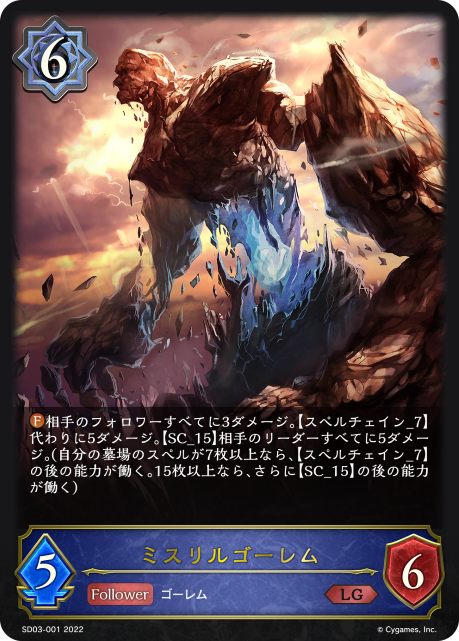 6
F相手のフォロワーすべてに3ダメージ。【スペルチェイン_7】
代わりに5ダメージ。【SC_15】相手のリーダーすべてに5ダメー
ジ。(自分の墓場のスペルが7枚以上なら、【スペルチェイン_7】
の後の能力が働く。15枚以上なら、さらに【SC_15】の後の能力
が働く)
ミスリルゴーレム
5
Follower ゴーレム
LG
6
SD03-001 2022
© Cygames, Inc.